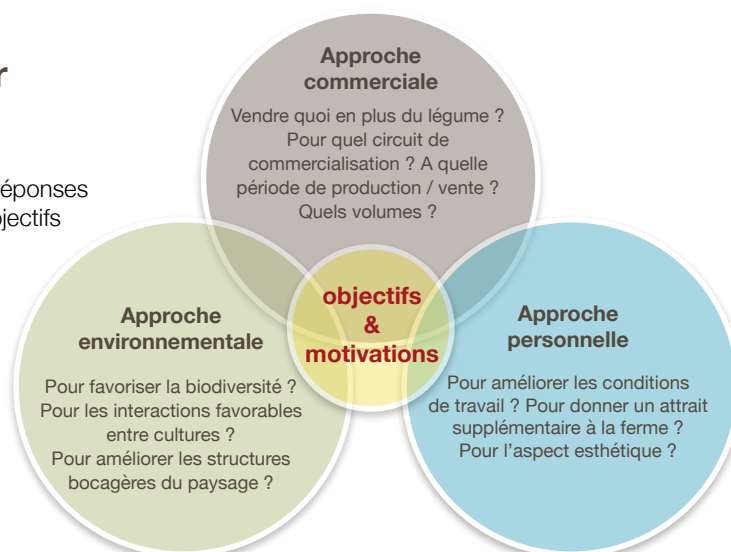 r
éponses
jectifs
Approche
commerciale
Vendre quoi en plus du légume ?
Pour quel circuit de
commercialisation ? A quelle
période de production / vente ?
Quels volumes ?
objectifs
&
motivations
Approche
environnementale
Pour favoriser la biodiversité ?
Pour les interactions favorables
entre cultures ?
Pour améliorer les structures
bocagères du paysage ?
Approche
personnelle
Pour améliorer les conditions
de travail ? Pour donner un attrait
supplémentaire à la ferme ?
Pour l’aspect esthétique ?